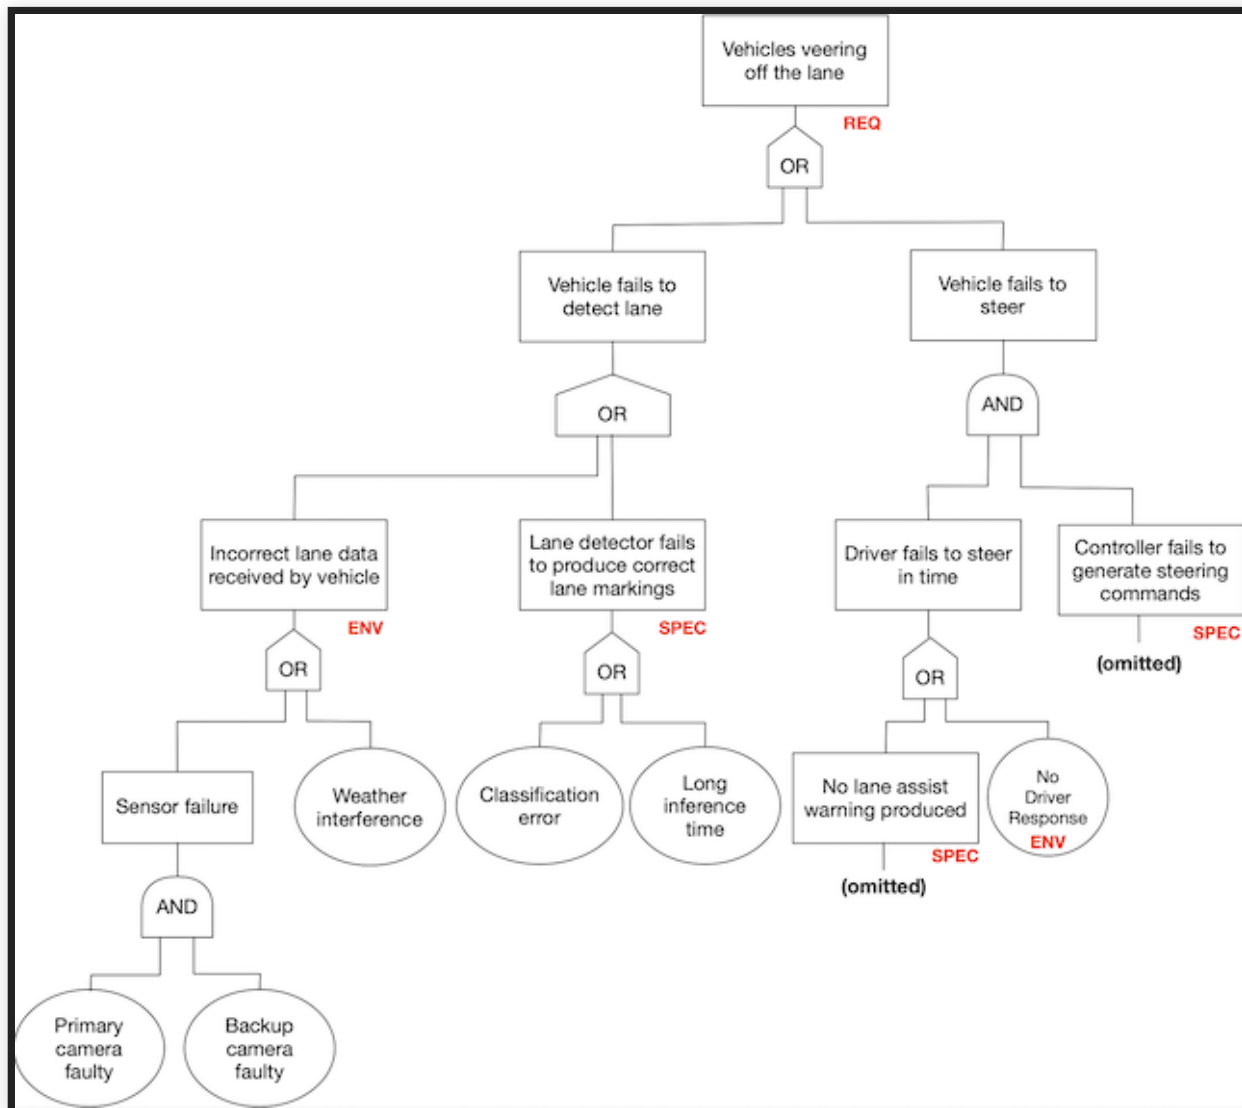 Vehicles veering
off the lane
REQ
OR
Vehicle fails to
detect lane
Vehicle fails to
steer
OR
AND
Incorrect lane data
received by vehicle
ENV
Lane detector fails
to produce correct
lane markings
SPEC
Driver fails to steer
in time
Controller fails to
generate steering
commands
SPEC
(omitted)
OR
OR
OR
Sensor failure
Weather
interference
Classification
error
Long
inference
time
No lane assist
warning produced
SPEC
(omitted)
No
Driver
Response
ENV
AND
Primary
camera
faulty
Backup
camera
faulty